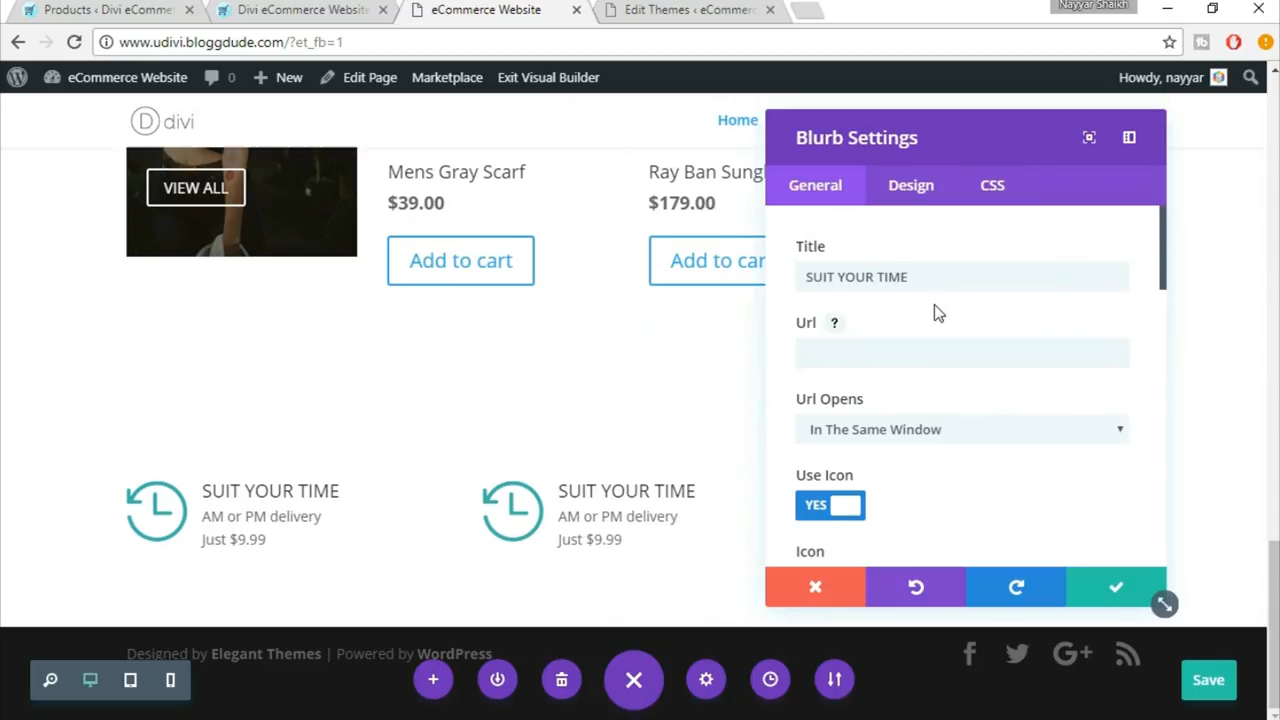 Products ‹ Divi eComme
Divi eCommerce Website
eCommerce Website
Edit Themes ‹ eCommerc
Nayyar Shaikh
www.udivi.bloggdude.com/?et_fb=1
eCommerce Website
0
New
Edit Page
Marketplace
Exit Visual Builder
Howdy, nayyar
D divi
Home
VIEW ALL
Mens Gray Scarf
$39.00
Add to cart
Ray Ban Sung
$179.00
Add to car
Blurb Settings
General
Design
CSS
Title
SUIT YOUR TIME
Url ?
Url Opens
In The Same Window
Use Icon
YES
Icon
SUIT YOUR TIME
AM or PM delivery
Just $9.99
SUIT YOUR TIME
AM or PM delivery
Just $9.99
Designed by Elegant Themes | Powered by WordPress
Save